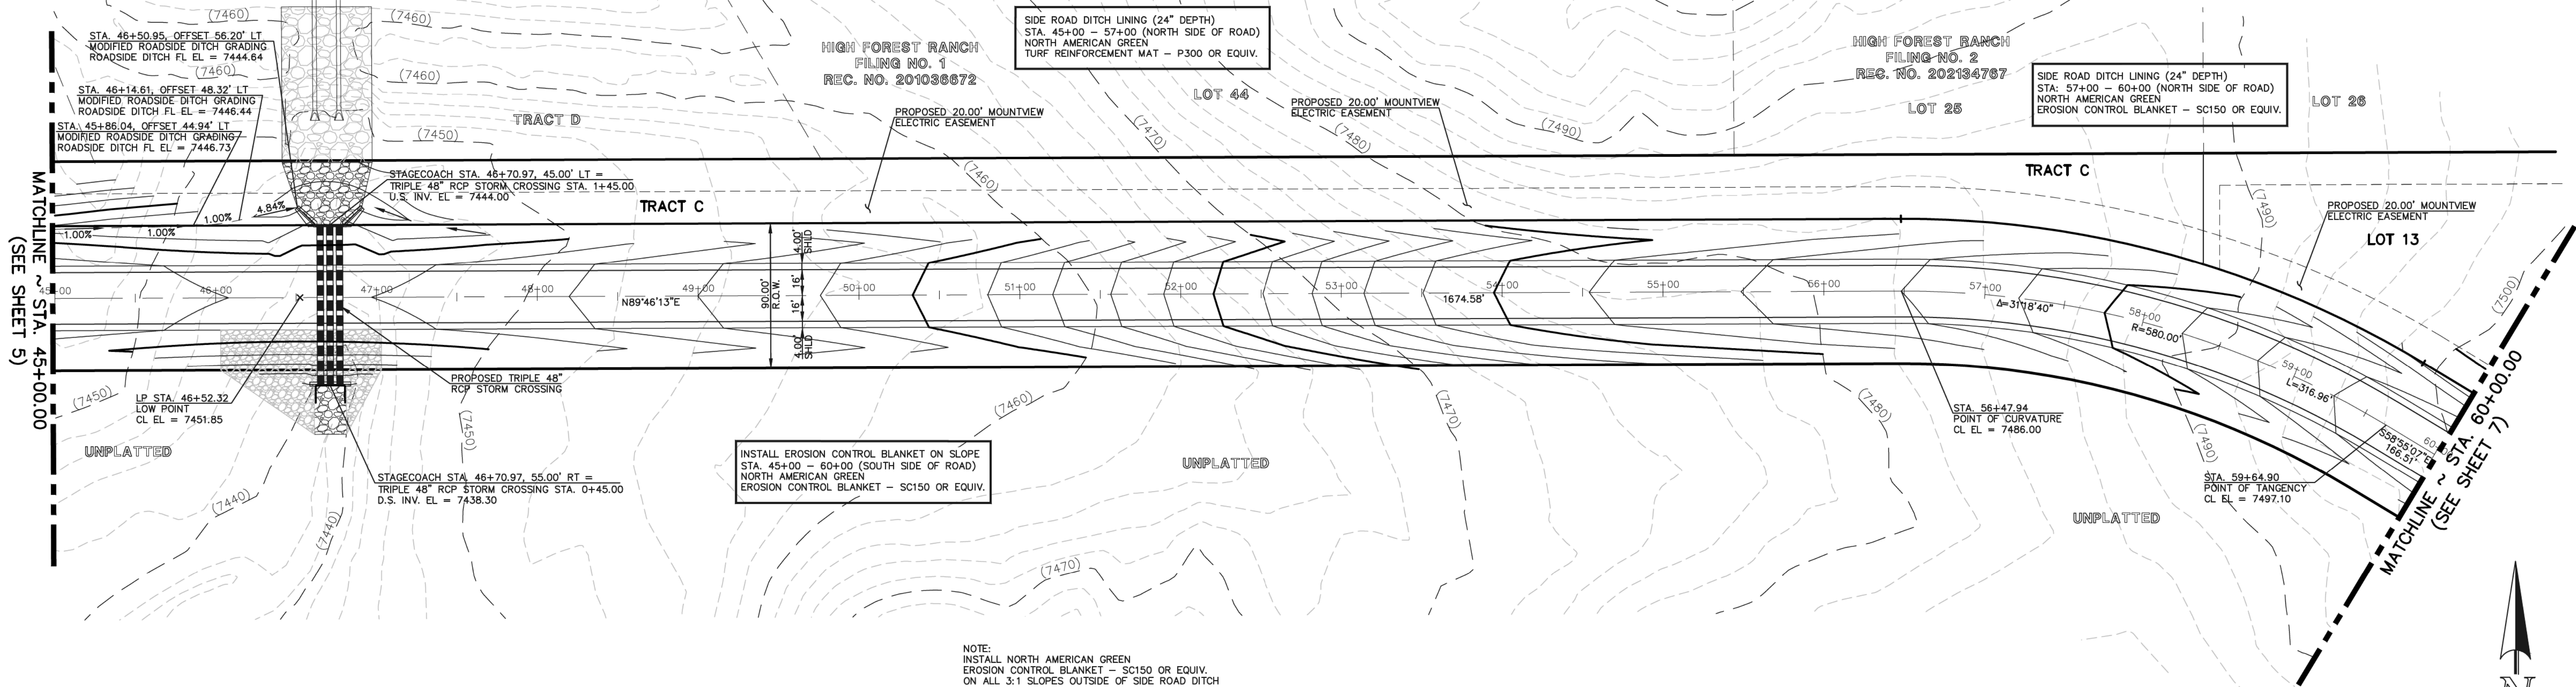 (7460)
STA. 46+50.95, OFFSET 56.20' LT
MODIFIED ROADSIDE DITCH GRADING
ROADSIDE DITCH FL EL = 7444.64
(7460)
STA. 46+14.61, OFFSET 48.32' LT
MODIFIED ROADSIDE DITCH GRADING
ROADSIDE DITCH FL EL = 7446.44
STA. 45+86.04, OFFSET 44.94' LT
MODIFIED ROADSIDE DITCH GRADING
ROADSIDE DITCH FL EL = 7446.73
(7460)
(7460)
(7450)
TRACT D
HIGH FOREST RANCH
FILING NO. 1
REC. NO. 201036672
SIDE ROAD DITCH LINING (24" DEPTH)
STA. 45+00 – 57+00 (NORTH SIDE OF ROAD)
NORTH AMERICAN GREEN
TURF REINFORCEMENT MAT – P300 OR EQUIV.
LOT 44
PROPOSED 20.00' MOUNTVIEW
ELECTRIC EASEMENT
PROPOSED 20.00' MOUNTVIEW
ELECTRIC EASEMENT
(7460)
(7470)
(7480)
(7490)
HIGH FOREST RANCH
FILING NO. 2
REC. NO. 202134767
LOT 25
SIDE ROAD DITCH LINING (24" DEPTH)
STA: 57+00 – 60+00 (NORTH SIDE OF ROAD)
NORTH AMERICAN GREEN
EROSION CONTROL BLANKET – SC150 OR EQUIV.
LOT 26
TRACT C
(7490)
PROPOSED 20.00' MOUNTVIEW
ELECTRIC EASEMENT
LOT 13
(7500)
MATCHLINE ~ STA. 45+00.00
(SEE SHEET 5)
STAGECOACH STA. 46+70.97, 45.00' LT =
TRIPLE 48" RCP STORM CROSSING STA. 1+45.00
U.S. INV. EL = 7444.00
TRACT C
1.00%
1.00%
1.00%
4.84%
45+00
46+00
47+00
48+00
N89°46'13"E
49+00
90.00'
R.O.W.
4.00'
SHLD
16'
16'
4.00'
SHLD
50+00
51+00
52+00
53+00
1674.58'
54+00
55+00
56+00
57+00
Δ=31°18'40"
58+00
R=580.00'
59+00
L=316.96'
S58°55'07"E
166.51'
PROPOSED TRIPLE 48"
RCP STORM CROSSING
LP STA. 46+52.32
LOW POINT
CL EL = 7451.85
(7450)
(7450)
UNPLATTED
(7440)
(7440)
STAGECOACH STA. 46+70.97, 55.00' RT =
TRIPLE 48" RCP STORM CROSSING STA. 0+45.00
D.S. INV. EL = 7438.30
INSTALL EROSION CONTROL BLANKET ON SLOPE
STA. 45+00 – 60+00 (SOUTH SIDE OF ROAD)
NORTH AMERICAN GREEN
EROSION CONTROL BLANKET – SC150 OR EQUIV.
(7460)
(7470)
(7470)
UNPLATTED
(7480)
STA. 56+47.94
POINT OF CURVATURE
CL EL = 7486.00
(7490)
STA. 59+64.90
POINT OF TANGENCY
CL EL = 7497.10
UNPLATTED
MATCHLINE ~ STA. 60+00.00
(SEE SHEET 7)
NOTE:
INSTALL NORTH AMERICAN GREEN
EROSION CONTROL BLANKET – SC150 OR EQUIV.
ON ALL 3:1 SLOPES OUTSIDE OF SIDE ROAD DITCH